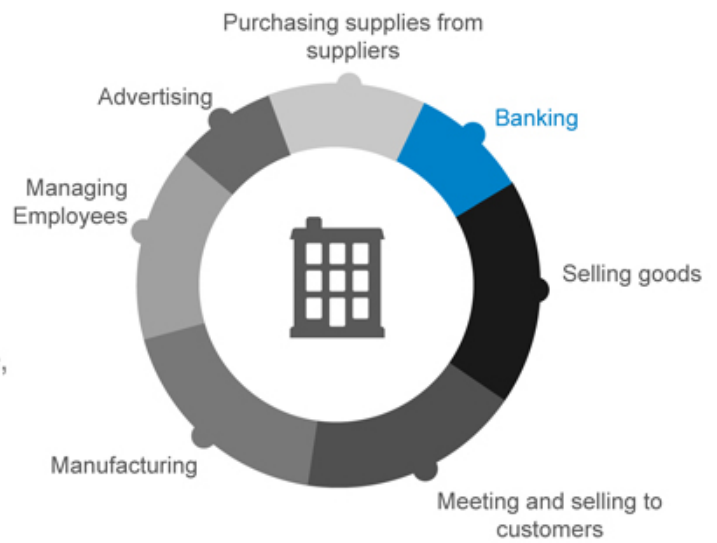 Purchasing supplies from
suppliers
Advertising
Banking
Managing
Employees
Selling goods
,
Manufacturing
Meeting and selling to
customers